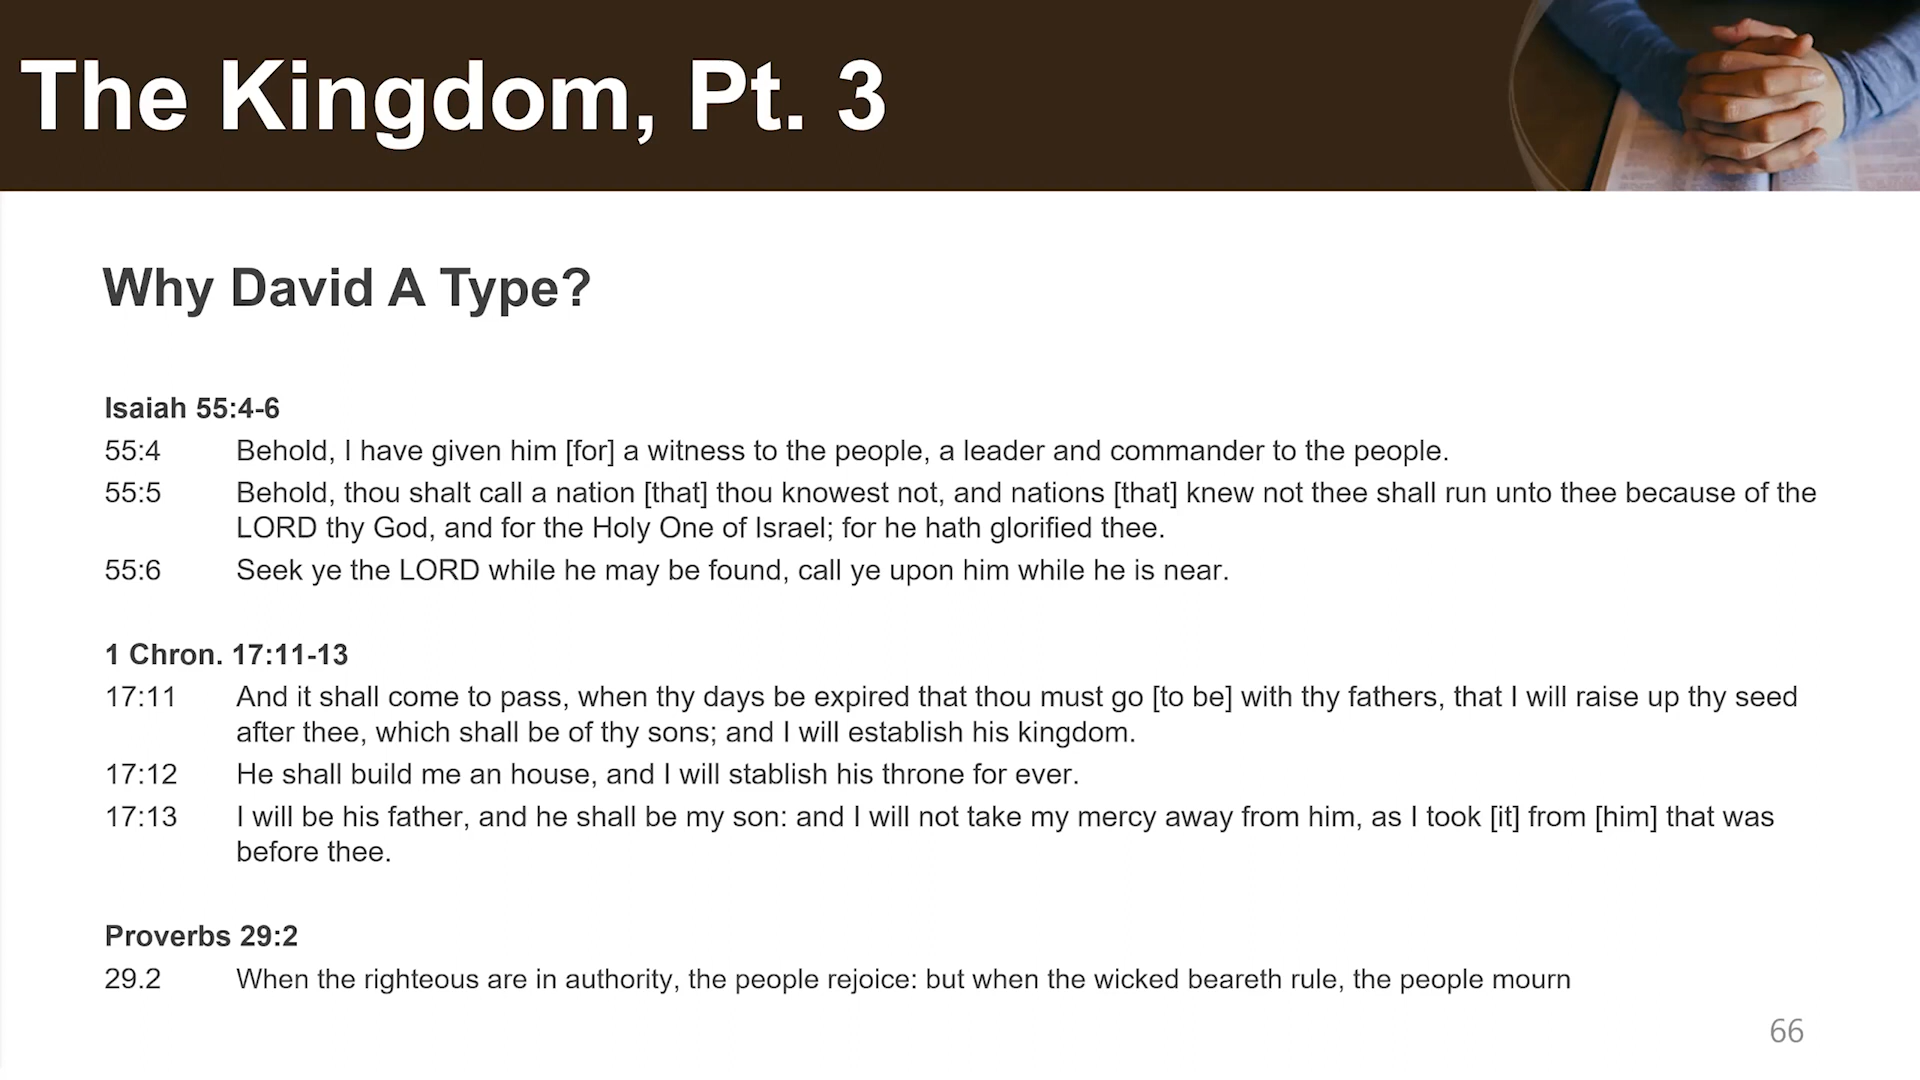 The Kingdom, Pt. 3
Why David A Type?
Isaiah 55:4-6
55:4 Behold, I have given him [for] a witness to the people, a leader and commander to the people.
55:5 Behold, thou shalt call a nation [that] thou knowest not, and nations [that] knew not thee shall run unto thee because of the
LORD thy God, and for the Holy One of Israel; for he hath glorified thee.
55:6 Seek ye the LORD while he may be found, call ye upon him while he is near.
1 Chron. 17:11-13
17:11 And it shall come to pass, when thy days be expired that thou must go [to be] with thy fathers, that I will raise up thy seed
after thee, which shall be of thy sons; and I will establish his kingdom.
17:12 He shall build me an house, and I will stablish his throne for ever.
17:13 I will be his father, and he shall be my son: and I will not take my mercy away from him, as I took [it] from [him] that was
before thee.
Proverbs 29:2
29.2 When the righteous are in authority, the people rejoice: but when the wicked beareth rule, the people mourn
66